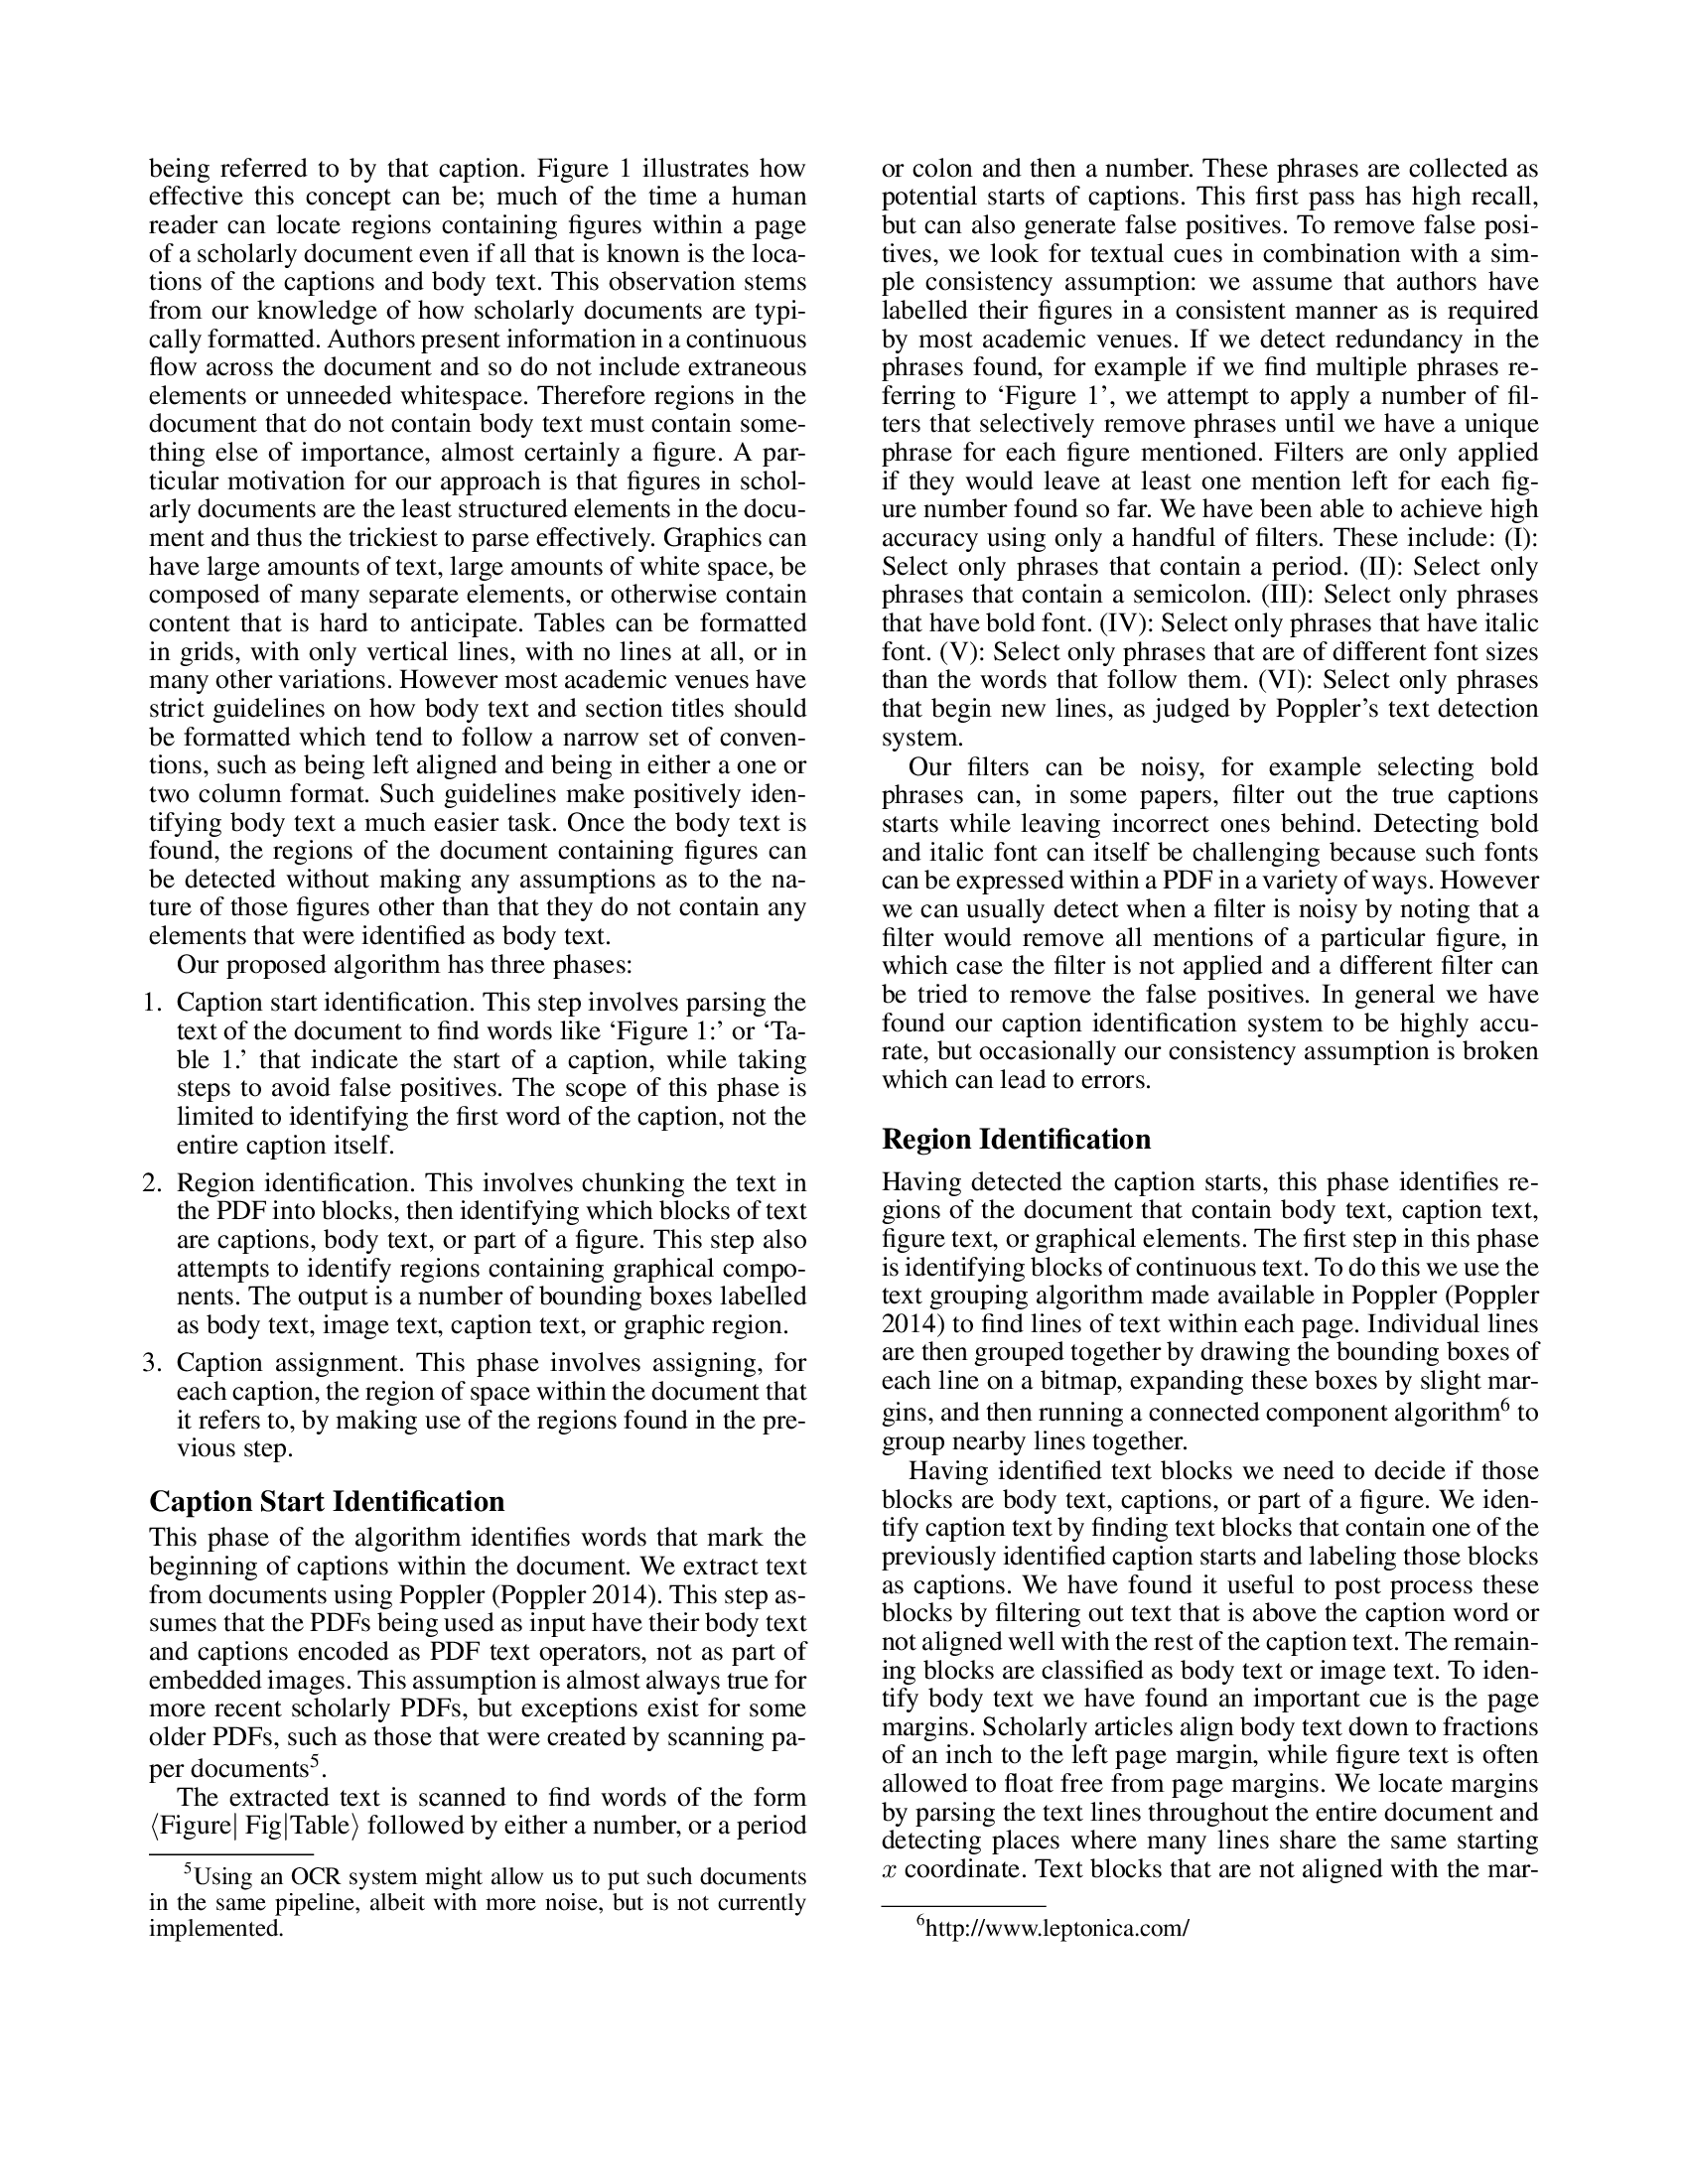 being referred to by that caption. Figure 1 illustrates how
effective this concept can be; much of the time a human
reader can locate regions containing figures within a page
of a scholarly document even if all that is known is the loca-
tions of the captions and body text. This observation stems
from our knowledge of how scholarly documents are typi-
cally formatted. Authors present information in a continuous
flow across the document and so do not include extraneous
elements or unneeded whitespace. Therefore regions in the
document that do not contain body text must contain some-
thing else of importance, almost certainly a figure. A par-
ticular motivation for our approach is that figures in schol-
arly documents are the least structured elements in the docu-
ment and thus the trickiest to parse effectively. Graphics can
have large amounts of text, large amounts of white space, be
composed of many separate elements, or otherwise contain
content that is hard to anticipate. Tables can be formatted
in grids, with only vertical lines, with no lines at all, or in
many other variations. However most academic venues have
strict guidelines on how body text and section titles should
be formatted which tend to follow a narrow set of conven-
tions, such as being left aligned and being in either a one or
two column format. Such guidelines make positively iden-
tifying body text a much easier task. Once the body text is
found, the regions of the document containing figures can
be detected without making any assumptions as to the na-
ture of those figures other than that they do not contain any
elements that were identified as body text.
Our proposed algorithm has three phases:
1. Caption start identification. This step involves parsing the
text of the document to find words like ‘Figure 1:’ or ‘Ta-
ble 1.’ that indicate the start of a caption, while taking
steps to avoid false positives. The scope of this phase is
limited to identifying the first word of the caption, not the
entire caption itself.
2. Region identification. This involves chunking the text in
the PDF into blocks, then identifying which blocks of text
are captions, body text, or part of a figure. This step also
attempts to identify regions containing graphical compo-
nents. The output is a number of bounding boxes labelled
as body text, image text, caption text, or graphic region.
3. Caption assignment. This phase involves assigning, for
each caption, the region of space within the document that
it refers to, by making use of the regions found in the pre-
vious step.
Caption Start Identification
This phase of the algorithm identifies words that mark the
beginning of captions within the document. We extract text
from documents using Poppler (Poppler 2014). This step as-
sumes that the PDFs being used as input have their body text
and captions encoded as PDF text operators, not as part of
embedded images. This assumption is almost always true for
more recent scholarly PDFs, but exceptions exist for some
older PDFs, such as those that were created by scanning pa-
per documents⁵.
The extracted text is scanned to find words of the form
⟨Figure| Fig|Table⟩ followed by either a number, or a period
⁵Using an OCR system might allow us to put such documents
in the same pipeline, albeit with more noise, but is not currently
implemented.
or colon and then a number. These phrases are collected as
potential starts of captions. This first pass has high recall,
but can also generate false positives. To remove false posi-
tives, we look for textual cues in combination with a sim-
ple consistency assumption: we assume that authors have
labelled their figures in a consistent manner as is required
by most academic venues. If we detect redundancy in the
phrases found, for example if we find multiple phrases re-
ferring to ‘Figure 1’, we attempt to apply a number of fil-
ters that selectively remove phrases until we have a unique
phrase for each figure mentioned. Filters are only applied
if they would leave at least one mention left for each fig-
ure number found so far. We have been able to achieve high
accuracy using only a handful of filters. These include: (I):
Select only phrases that contain a period. (II): Select only
phrases that contain a semicolon. (III): Select only phrases
that have bold font. (IV): Select only phrases that have italic
font. (V): Select only phrases that are of different font sizes
than the words that follow them. (VI): Select only phrases
that begin new lines, as judged by Poppler’s text detection
system.
Our filters can be noisy, for example selecting bold
phrases can, in some papers, filter out the true captions
starts while leaving incorrect ones behind. Detecting bold
and italic font can itself be challenging because such fonts
can be expressed within a PDF in a variety of ways. However
we can usually detect when a filter is noisy by noting that a
filter would remove all mentions of a particular figure, in
which case the filter is not applied and a different filter can
be tried to remove the false positives. In general we have
found our caption identification system to be highly accu-
rate, but occasionally our consistency assumption is broken
which can lead to errors.
Region Identification
Having detected the caption starts, this phase identifies re-
gions of the document that contain body text, caption text,
figure text, or graphical elements. The first step in this phase
is identifying blocks of continuous text. To do this we use the
text grouping algorithm made available in Poppler (Poppler
2014) to find lines of text within each page. Individual lines
are then grouped together by drawing the bounding boxes of
each line on a bitmap, expanding these boxes by slight mar-
gins, and then running a connected component algorithm⁶ to
group nearby lines together.
Having identified text blocks we need to decide if those
blocks are body text, captions, or part of a figure. We iden-
tify caption text by finding text blocks that contain one of the
previously identified caption starts and labeling those blocks
as captions. We have found it useful to post process these
blocks by filtering out text that is above the caption word or
not aligned well with the rest of the caption text. The remain-
ing blocks are classified as body text or image text. To iden-
tify body text we have found an important cue is the page
margins. Scholarly articles align body text down to fractions
of an inch to the left page margin, while figure text is often
allowed to float free from page margins. We locate margins
by parsing the text lines throughout the entire document and
detecting places where many lines share the same starting
x coordinate. Text blocks that are not aligned with the mar-
⁶http://www.leptonica.com/